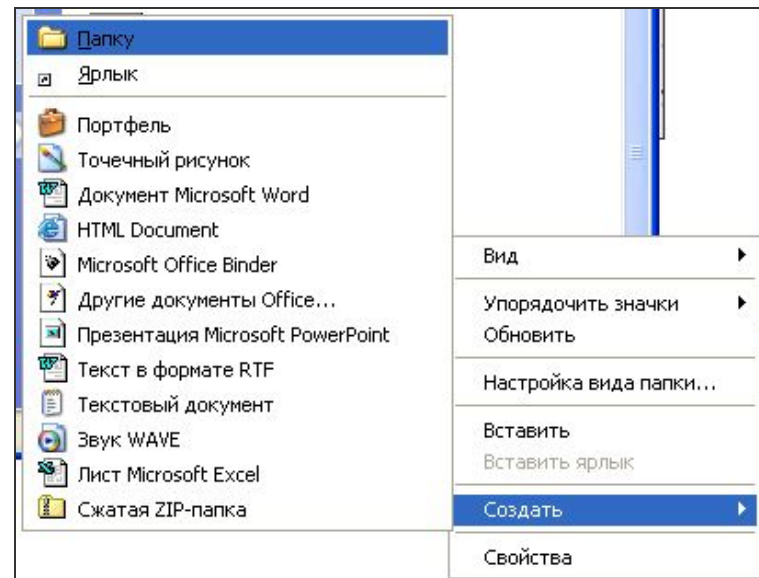 Папку
Ярлык
Портфель
Точечный рисунок
Документ Microsoft Word
HTML Document
Microsoft Office Binder
Другие документы Office...
Презентация Microsoft PowerPoint
Текст в формате RTF
Текстовый документ
Звук WAVE
Лист Microsoft Excel
Сжатая ZIP-папка
Вид
Упорядочить значки
Обновить
Настройка вида папки...
Вставить
Вставить ярлык
Создать
Свойства